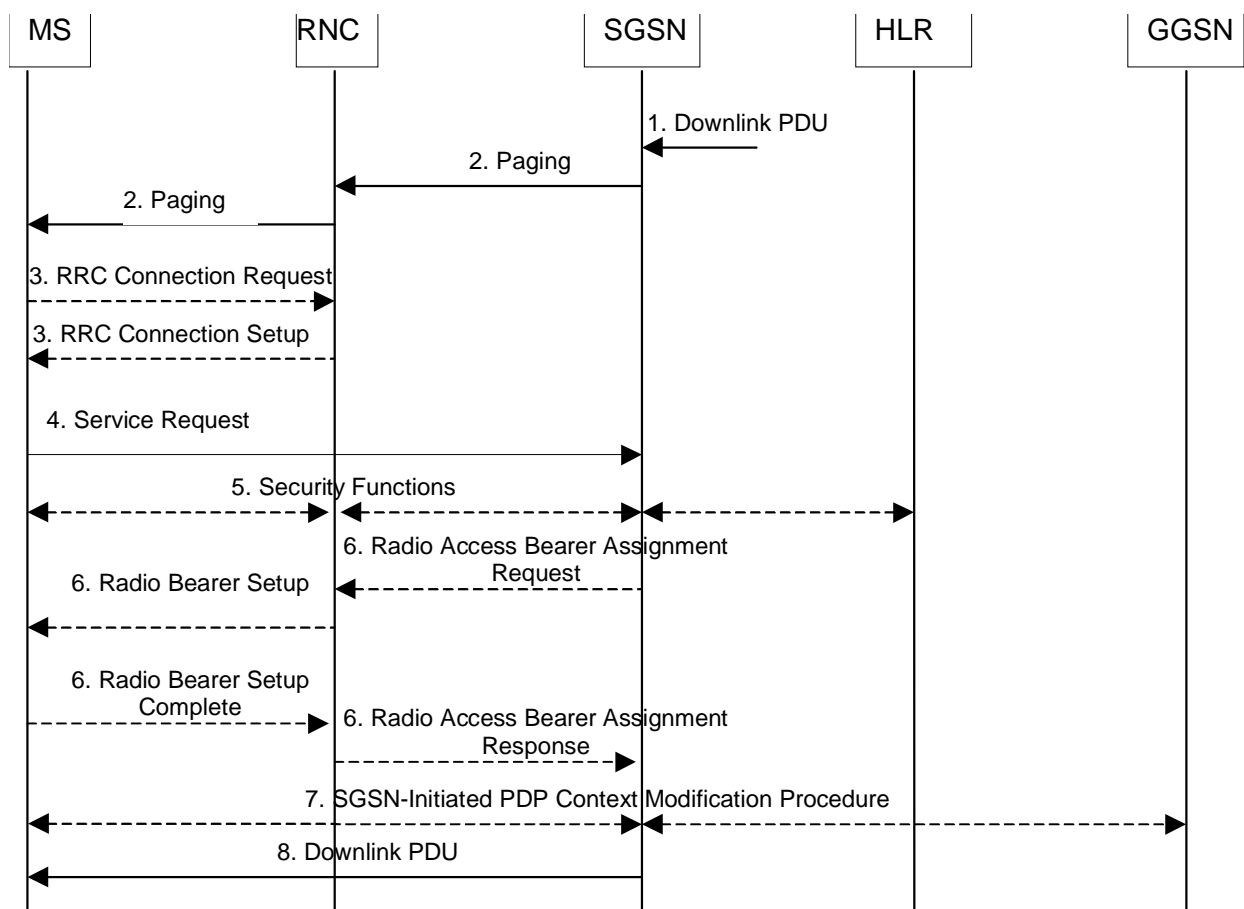 MS
RNC
SGSN
HLR
GGSN
1. Downlink PDU
2. Paging
2. Paging
3. RRC Connection Request
3. RRC Connection Setup
4. Service Request
5. Security Functions
6. Radio Access Bearer Assignment
Request
6. Radio Bearer Setup
6. Radio Bearer Setup
Complete
6. Radio Access Bearer Assignment
Response
7. SGSN-Initiated PDP Context Modification Procedure
8. Downlink PDU